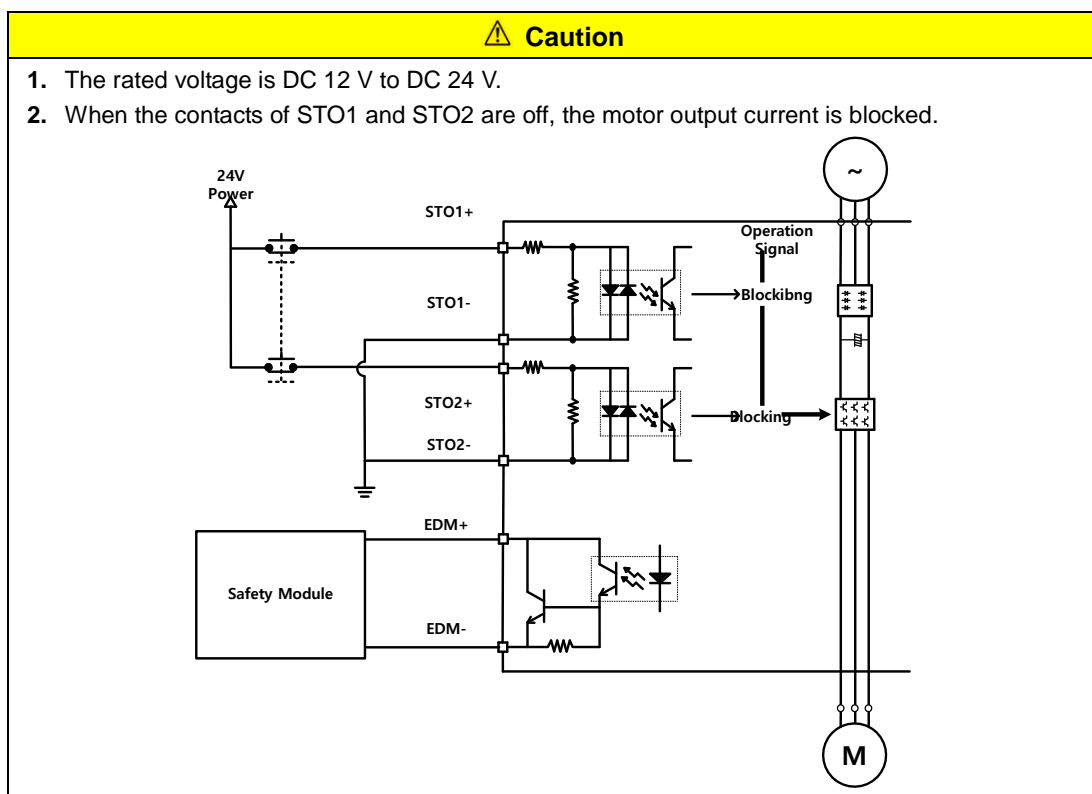 ⚠ Caution
1. The rated voltage is DC 12 V to DC 24 V.
2. When the contacts of STO1 and STO2 are off, the motor output current is blocked.
24V
Power
STO1+
~
Operation
Signal
STO1-
Blockibng
STO2+
Blocking
STO2-
EDM+
Safety Module
EDM-
M